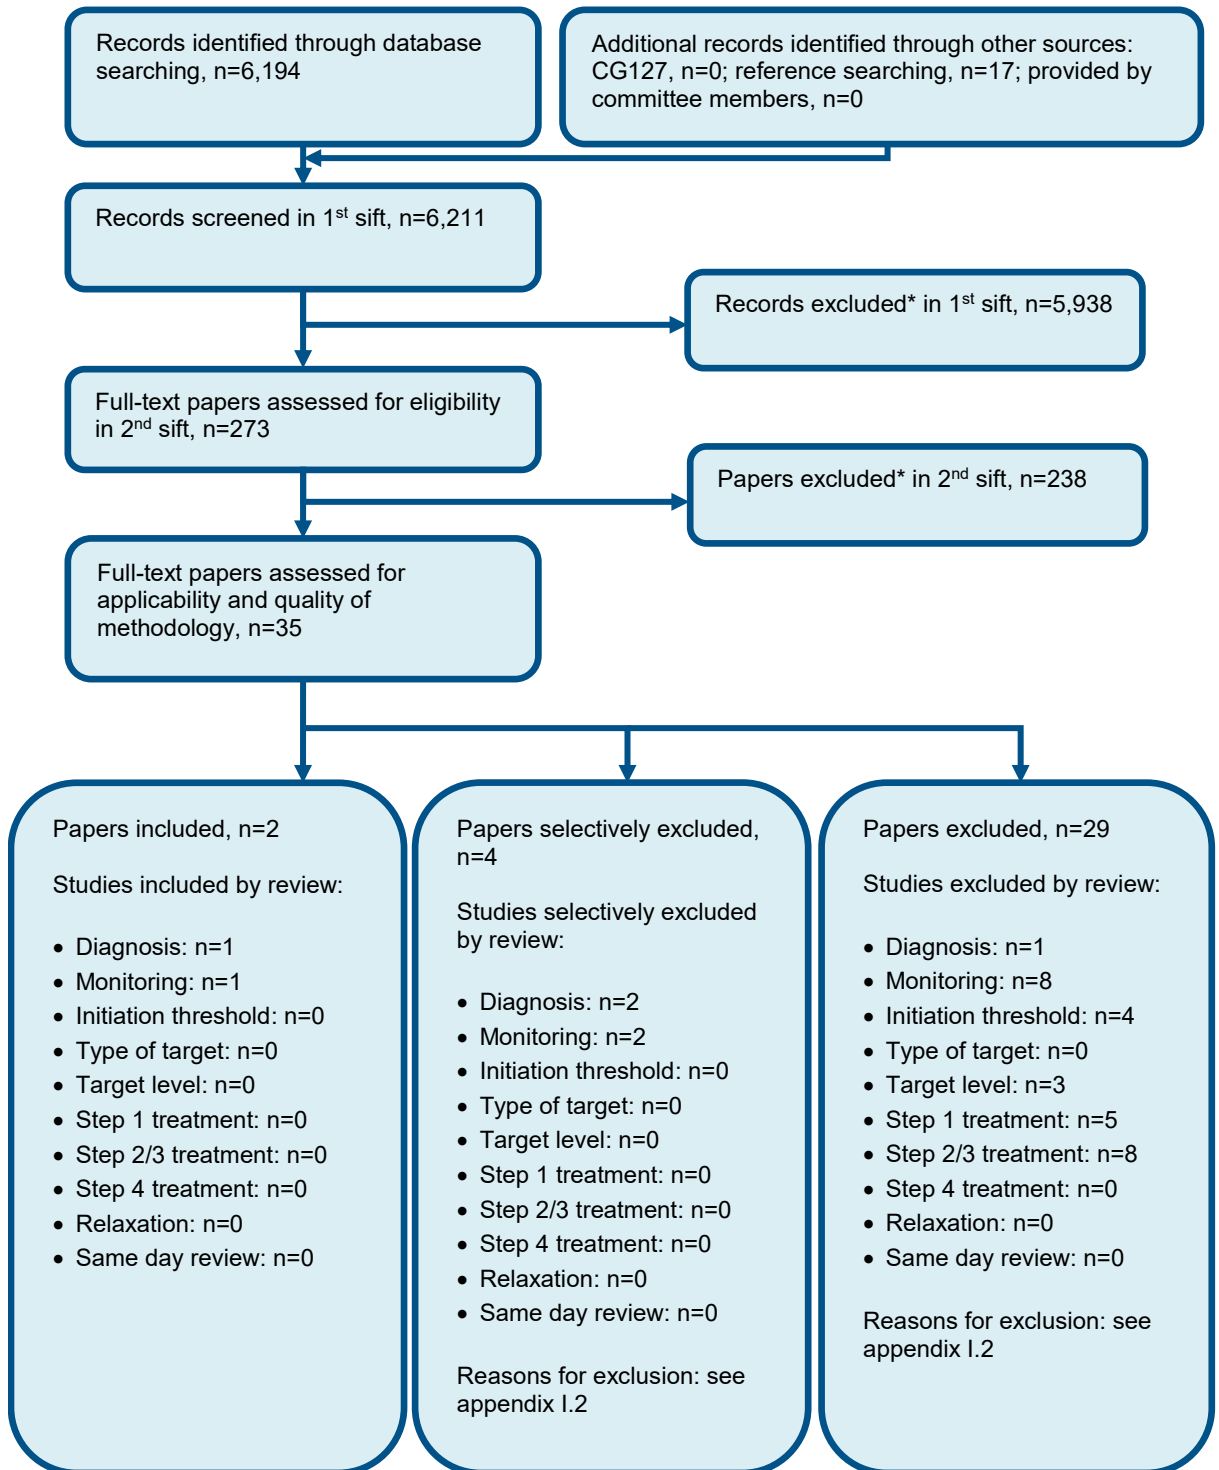 Records identified through database
searching, n=6,194
Additional records identified through other sources:
CG127, n=0; reference searching, n=17; provided by
committee members, n=0
Records screened in 1st sift, n=6,211
Records excluded* in 1st sift, n=5,938
Full-text papers assessed for eligibility
in 2nd sift, n=273
Papers excluded* in 2nd sift, n=238
Full-text papers assessed for
applicability and quality of
methodology, n=35
Papers included, n=2
Studies included by review:
• Diagnosis: n=1
• Monitoring: n=1
• Initiation threshold: n=0
• Type of target: n=0
• Target level: n=0
• Step 1 treatment: n=0
• Step 2/3 treatment: n=0
• Step 4 treatment: n=0
• Relaxation: n=0
• Same day review: n=0
Papers selectively excluded,
n=4
Studies selectively excluded
by review:
• Diagnosis: n=2
• Monitoring: n=2
• Initiation threshold: n=0
• Type of target: n=0
• Target level: n=0
• Step 1 treatment: n=0
• Step 2/3 treatment: n=0
• Step 4 treatment: n=0
• Relaxation: n=0
• Same day review: n=0
Reasons for exclusion: see
appendix I.2
Papers excluded, n=29
Studies excluded by review:
• Diagnosis: n=1
• Monitoring: n=8
• Initiation threshold: n=4
• Type of target: n=0
• Target level: n=3
• Step 1 treatment: n=5
• Step 2/3 treatment: n=8
• Step 4 treatment: n=0
• Relaxation: n=0
• Same day review: n=0
Reasons for exclusion: see
appendix I.2